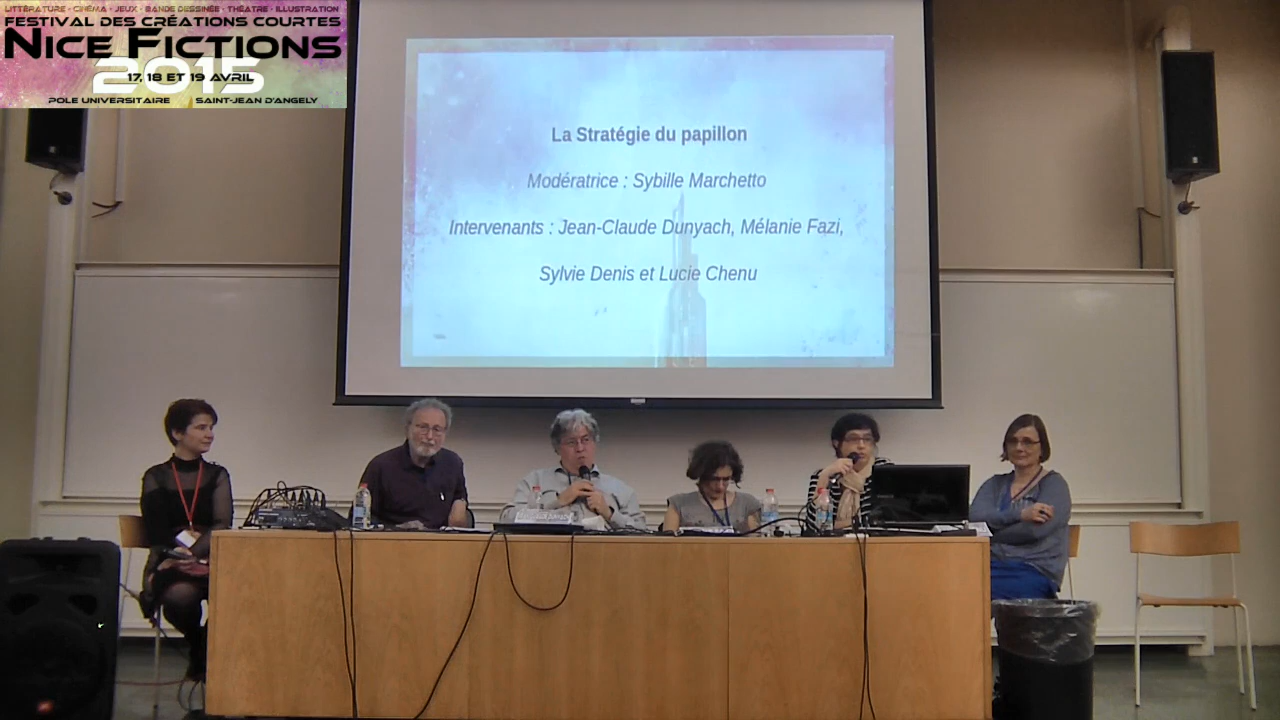 LITTÉRATURE - CINÉMA - JEUX - BANDE DESSINÉE - THÉATRE - ILLUSTRATION
FESTIVAL DES CRÉATIONS COURTES
NICE FICTIONS
2015
17, 18 ET 19 AVRIL
POLE UNIVERSITAIRE SAINT-JEAN D'ANGELY
La Stratégie du papillon
Modératrice : Sybille Marchetto
Intervenants : Jean-Claude Dunyach, Mélanie Fazi,
Sylvie Denis et Lucie Chenu